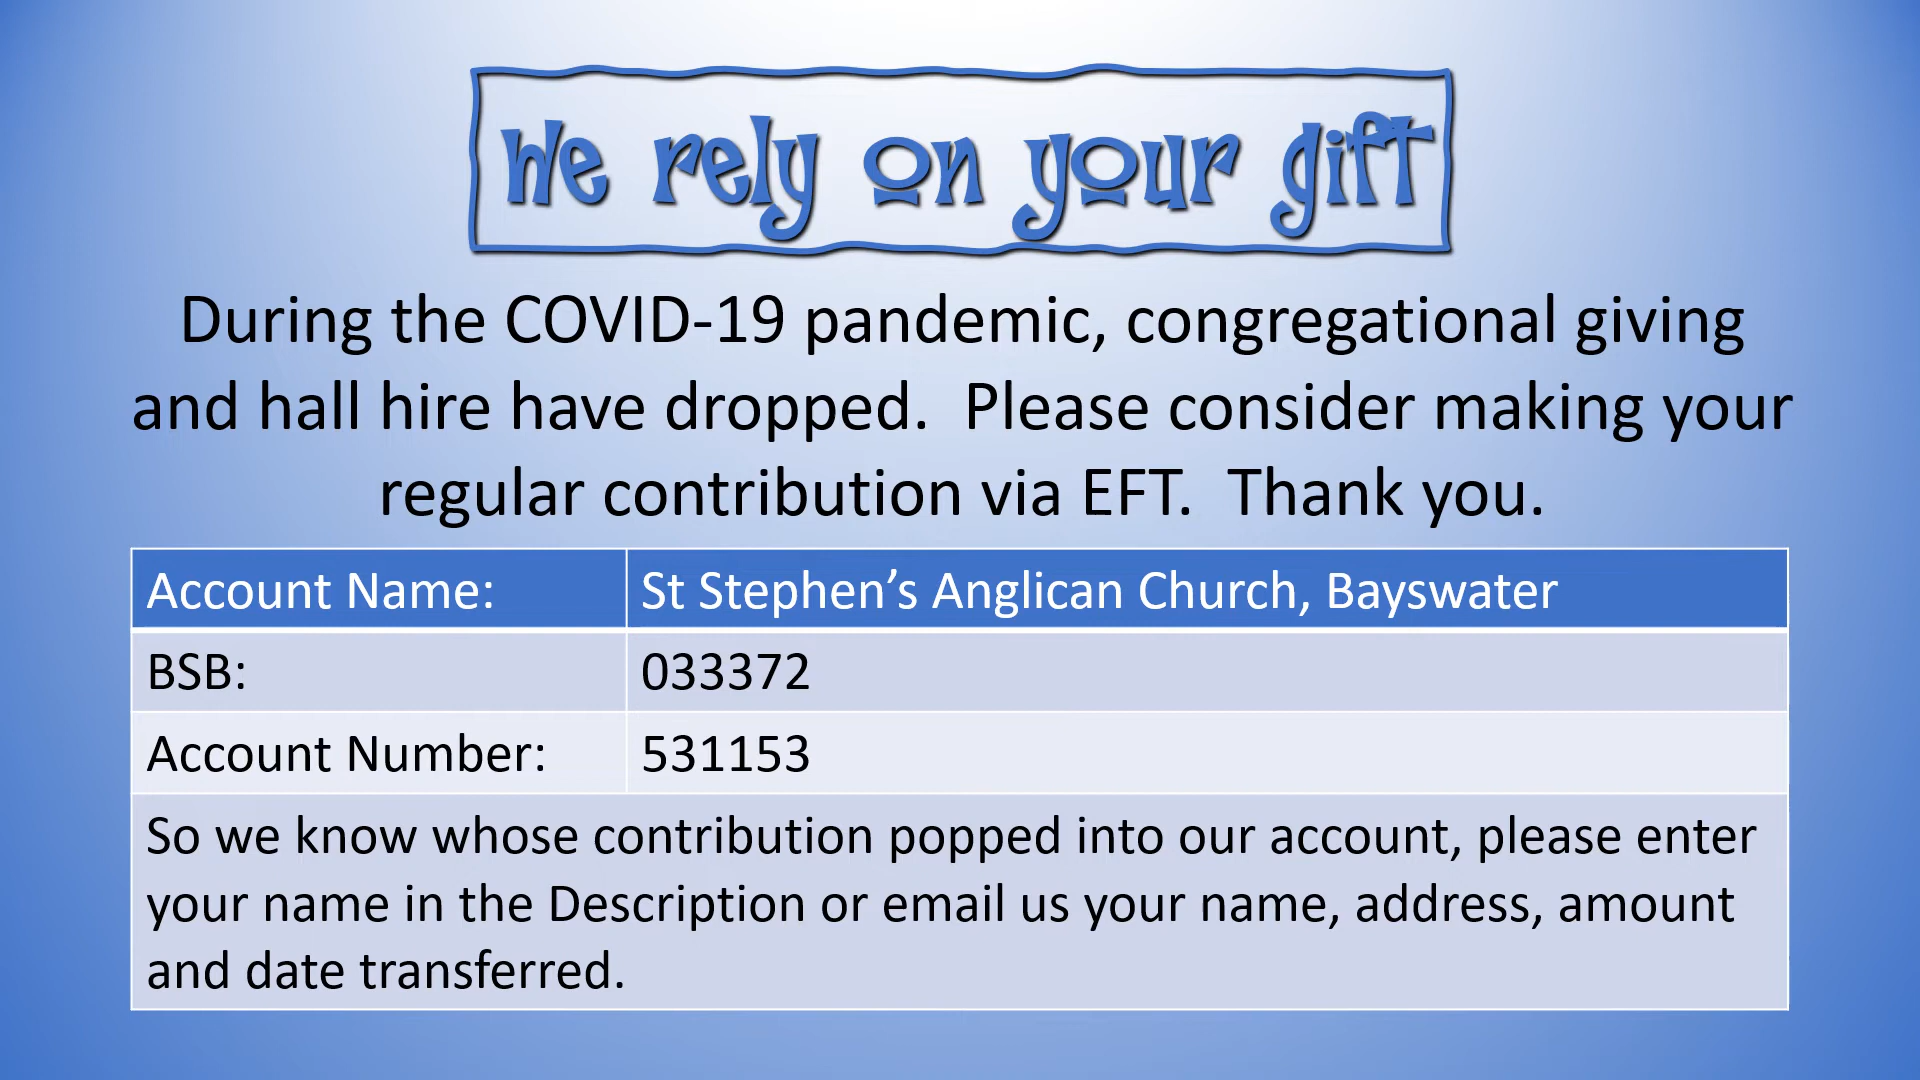 We rely on your gift
During the COVID-19 pandemic, congregational giving
and hall hire have dropped.  Please consider making your
regular contribution via EFT.  Thank you.
Account Name: St Stephen’s Anglican Church, Bayswater
BSB: 033372
Account Number: 531153
So we know whose contribution popped into our account, please enter
your name in the Description or email us your name, address, amount
and date transferred.